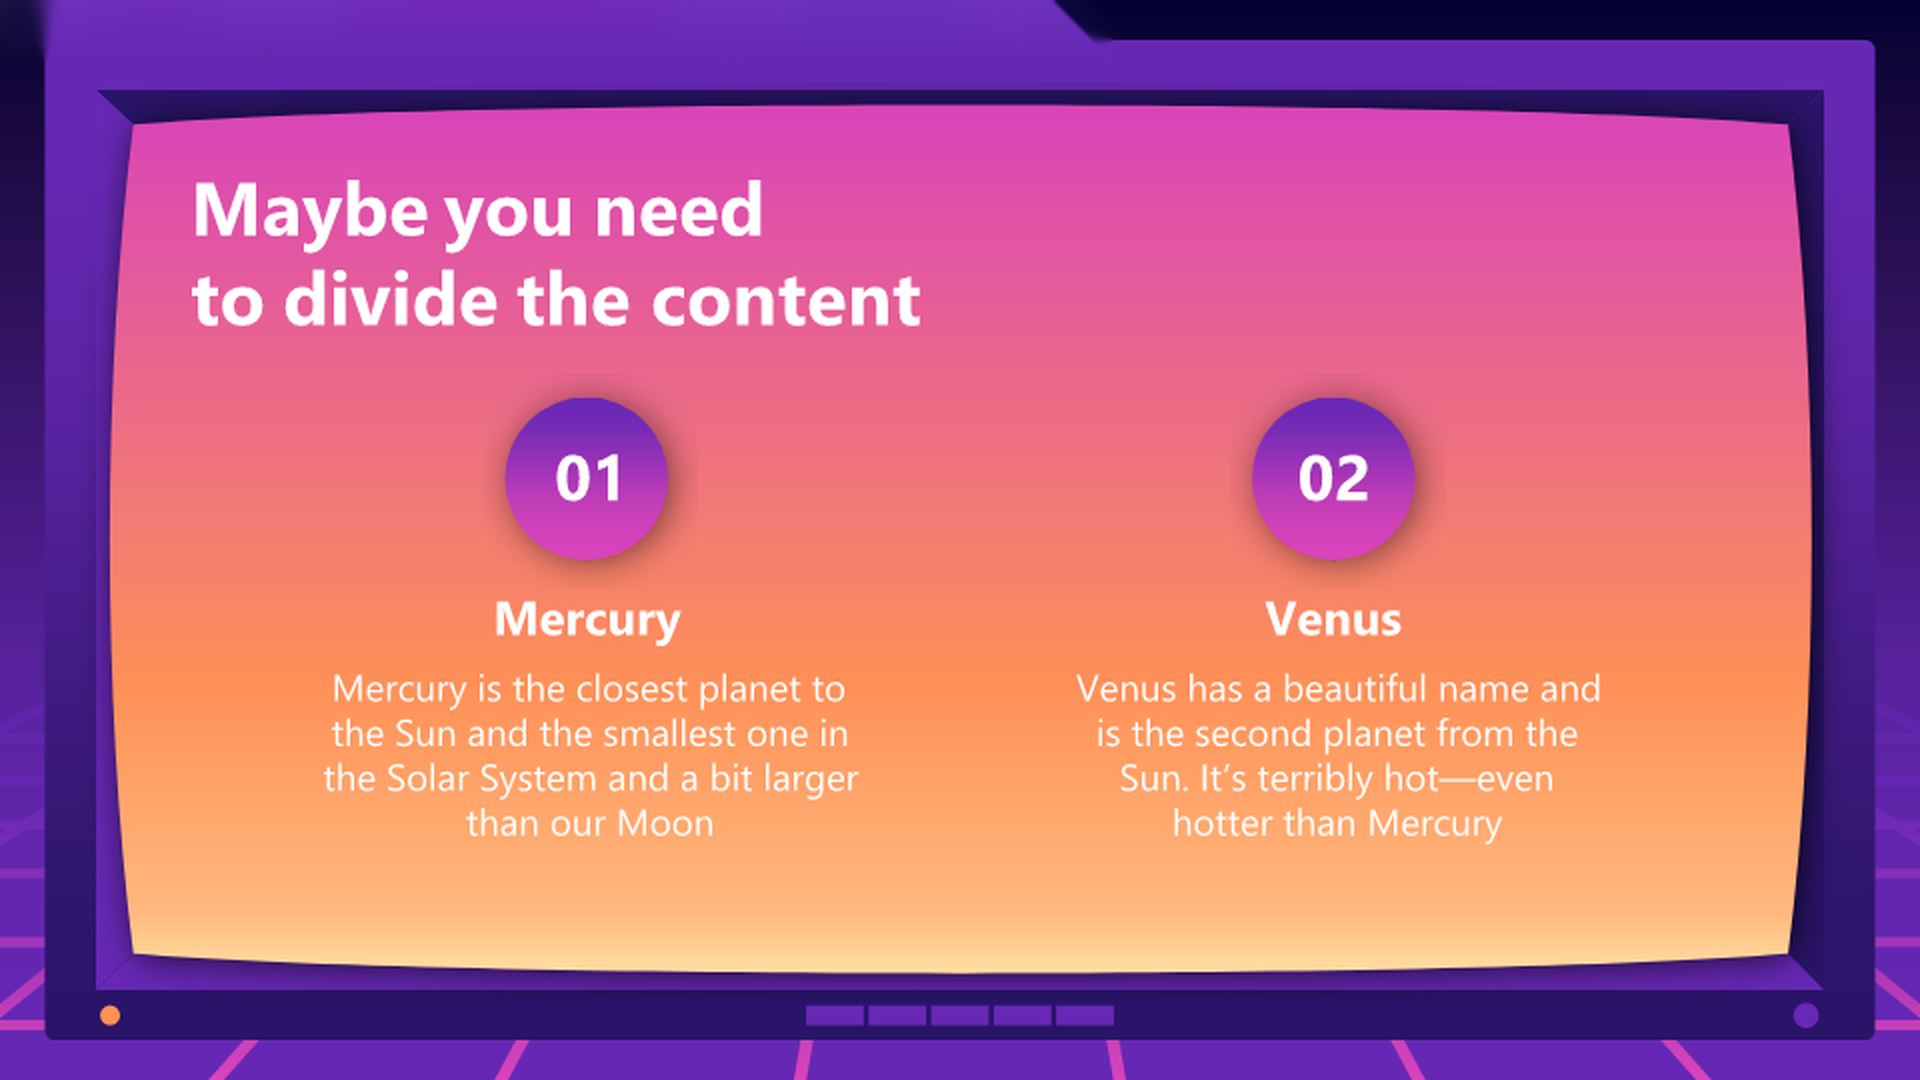 Maybe you need
to divide the content
01
Mercury
Mercury is the closest planet to
the Sun and the smallest one in
the Solar System and a bit larger
than our Moon
02
Venus
Venus has a beautiful name and
is the second planet from the
Sun. It’s terribly hot—even
hotter than Mercury